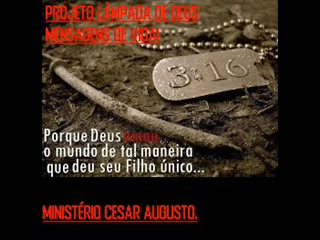 PROJETO LÂMPADA DE DEUS
MENSAGENS DE VIDA!
3:16
Porque Deus amou
o mundo de tal maneira
que deu seu Filho único...
MINISTÉRIO CESAR AUGUSTO.